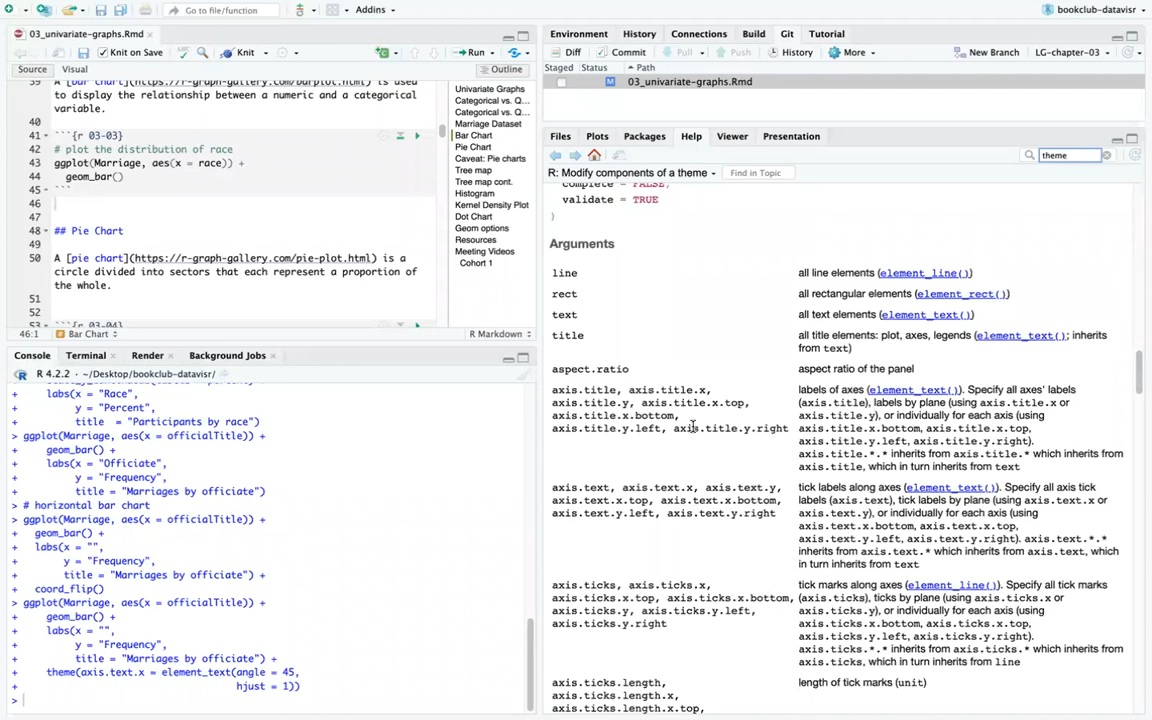 Go to file/function
Addins
bookclub-datavisr
03_univariate-graphs.Rmd
Knit on Save
Knit
Run
Source
Visual
Outline
39
A [bar chart](https://r-graph-gallery.com/barplot.html) is used
to display the relationship between a numeric and a categorical
variable.
40
41 ```{r 03-03}
42 # plot the distribution of race
43 ggplot(Marriage, aes(x = race)) +
44 geom_bar()
45 ```
46
47
48 ## Pie Chart
49
50 A [pie chart](https://r-graph-gallery.com/pie-plot.html) is a
circle divided into sectors that each represent a proportion of
the whole.
51
52
53 ```{r 03-04}
46:1 Bar Chart
R Markdown
Univariate Graphs
Categorical vs. Q...
Categorical vs. Q...
Marriage Dataset
Bar Chart
Pie Chart
Caveat: Pie charts
Tree map
Tree map cont.
Histogram
Kernel Density Plot
Dot Chart
Geom options
Resources
Meeting Videos
Cohort 1
Console
Terminal
Render
Background Jobs
R 4.2.2 · ~/Desktop/bookclub-datavisr/
+ labs(x = "Race",
+ y = "Percent",
+ title = "Participants by race")
> ggplot(Marriage, aes(x = officialTitle)) +
+ geom_bar() +
+ labs(x = "Officiate",
+ y = "Frequency",
+ title = "Marriages by officiate")
> # horizontal bar chart
> ggplot(Marriage, aes(x = officialTitle)) +
+ geom_bar() +
+ labs(x = "",
+ y = "Frequency",
+ title = "Marriages by officiate") +
+ coord_flip()
> ggplot(Marriage, aes(x = officialTitle)) +
+ geom_bar() +
+ labs(x = "",
+ y = "Frequency",
+ title = "Marriages by officiate") +
+ theme(axis.text.x = element_text(angle = 45,
+ hjust = 1))
>
Environment
History
Connections
Build
Git
Tutorial
Diff
Commit
Pull
Push
History
More
New Branch
LG-chapter-03
Staged
Status
Path
M
03_univariate-graphs.Rmd
Files
Plots
Packages
Help
Viewer
Presentation
theme
R: Modify components of a theme
Find in Topic
complete = FALSE,
validate = TRUE
)
Arguments
line
all line elements (element_line())
rect
all rectangular elements (element_rect())
text
all text elements (element_text())
title
all title elements: plot, axes, legends (element_text(); inherits
from text)
aspect.ratio
aspect ratio of the panel
axis.title, axis.title.x,
axis.title.y, axis.title.x.top,
axis.title.x.bottom,
axis.title.y.left, axis.title.y.right
labels of axes (element_text()). Specify all axes' labels
(axis.title), labels by plane (using axis.title.x or
axis.title.y), or individually for each axis (using
axis.title.x.bottom, axis.title.x.top,
axis.title.y.left, axis.title.y.right).
axis.title.*.* inherits from axis.title.* which inherits from
axis.title, which in turn inherits from text
axis.text, axis.text.x, axis.text.y,
axis.text.x.top, axis.text.x.bottom,
axis.text.y.left, axis.text.y.right
tick labels along axes (element_text()). Specify all axis tick
labels (axis.text), tick labels by plane (using axis.text.x or
axis.text.y), or individually for each axis (using
axis.text.x.bottom, axis.text.x.top,
axis.text.y.left, axis.text.y.right). axis.text.*.*
inherits from axis.text.* which inherits from axis.text, which
in turn inherits from text
axis.ticks, axis.ticks.x,
axis.ticks.x.top, axis.ticks.x.bottom,
axis.ticks.y, axis.ticks.y.left,
axis.ticks.y.right
tick marks along axes (element_line()). Specify all tick marks
(axis.ticks), ticks by plane (using axis.ticks.x or
axis.ticks.y), or individually for each axis (using
axis.ticks.x.bottom, axis.ticks.x.top,
axis.ticks.y.left, axis.ticks.y.right).
axis.ticks.*.* inherits from axis.ticks.* which inherits from
axis.ticks, which in turn inherits from line
axis.ticks.length,
axis.ticks.length.x,
axis.ticks.length.x.top,
length of tick marks (unit)